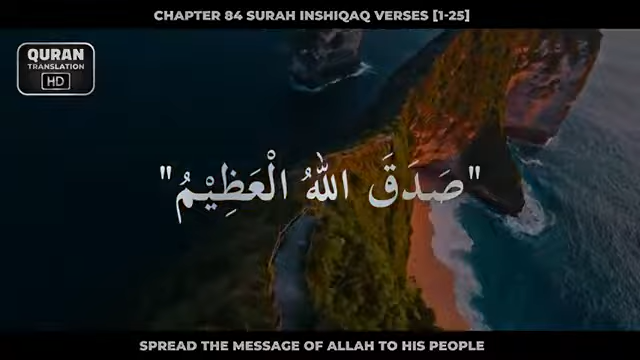 CHAPTER 84 SURAH INSHIQAQ VERSES [1-25]
QURAN
TRANSLATION
HD
"صَدَقَ اللهُ الْعَظِيْمُ"
SPREAD THE MESSAGE OF ALLAH TO HIS PEOPLE